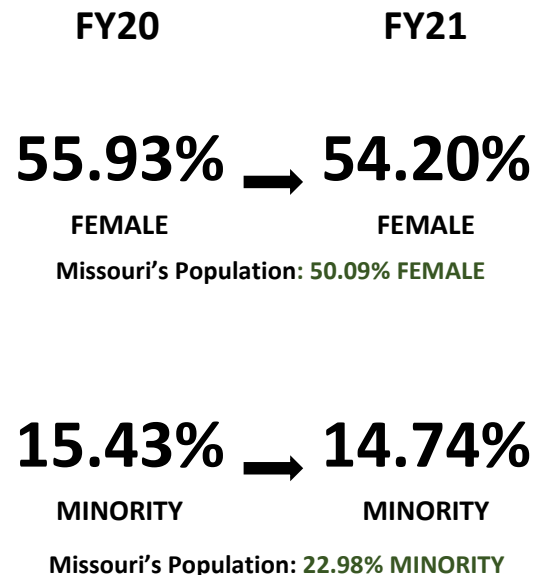 FY20 FY21
55.93% 54.20%
FEMALE FEMALE
Missouri's Population: 50.09% FEMALE
15.43% 14.74%
MINORITY MINORITY
Missouri's Population: 22.98% MINORITY